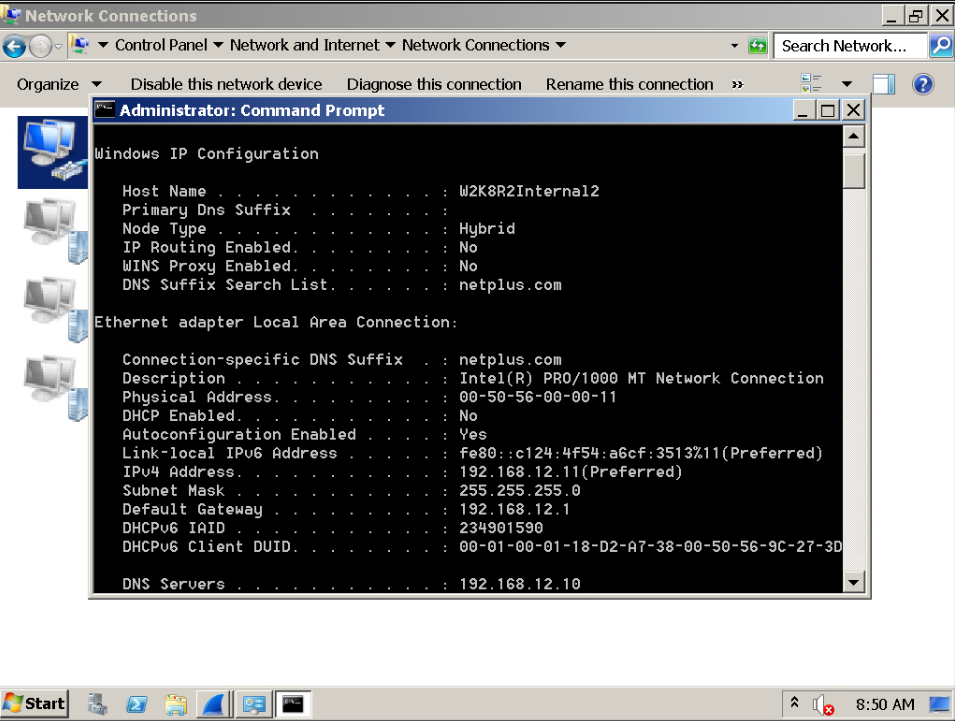 Network Connections
Control Panel Network and Internet Network Connections Search Network...
Organize Disable this network device Diagnose this connection Rename this connection »
Administrator: Command Prompt
Windows IP Configuration
Host Name . . . . . . . . . . . . : W2K8R2Internal2
Primary Dns Suffix . . . . . . . :
Node Type . . . . . . . . . . . . : Hybrid
IP Routing Enabled. . . . . . . . : No
WINS Proxy Enabled. . . . . . . . : No
DNS Suffix Search List. . . . . . : netplus.com
Ethernet adapter Local Area Connection:
Connection-specific DNS Suffix . : netplus.com
Description . . . . . . . . . . . : Intel(R) PRO/1000 MT Network Connection
Physical Address. . . . . . . . . : 00-50-56-00-00-11
DHCP Enabled. . . . . . . . . . . : No
Autoconfiguration Enabled . . . . : Yes
Link-local IPv6 Address . . . . . : fe80::c124:4f54:a6cf:3513%11(Preferred)
IPv4 Address. . . . . . . . . . . : 192.168.12.11(Preferred)
Subnet Mask . . . . . . . . . . . : 255.255.255.0
Default Gateway . . . . . . . . . : 192.168.12.1
DHCPv6 IAID . . . . . . . . . . . : 234901590
DHCPv6 Client DUID. . . . . . . . : 00-01-00-01-18-D2-A7-38-00-50-56-9C-27-3D
DNS Servers . . . . . . . . . . . : 192.168.12.10
Start 8:50 AM